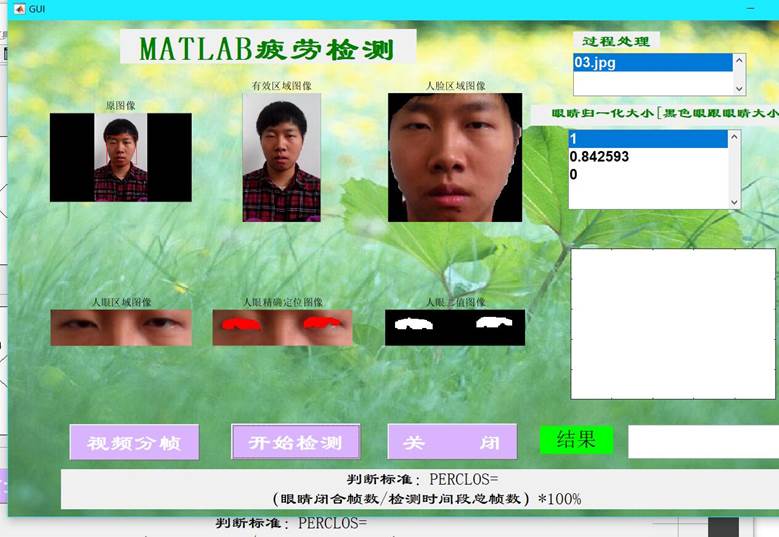 GUI
MATLAB疲劳检测
过程处理
03.jpg
原图像
有效区域图像
人脸区域图像
眼睛归一化大小[黑色眼跟眼睛大小
1
0.842593
0
人眼区域图像
人眼精确定位图像
人眼二值图像
视频分帧
开始检测
关 闭
结果
判断标准：PERCLOS=
(眼睛闭合帧数/检测时间段总帧数) *100%
判断标准：PERCLOS=